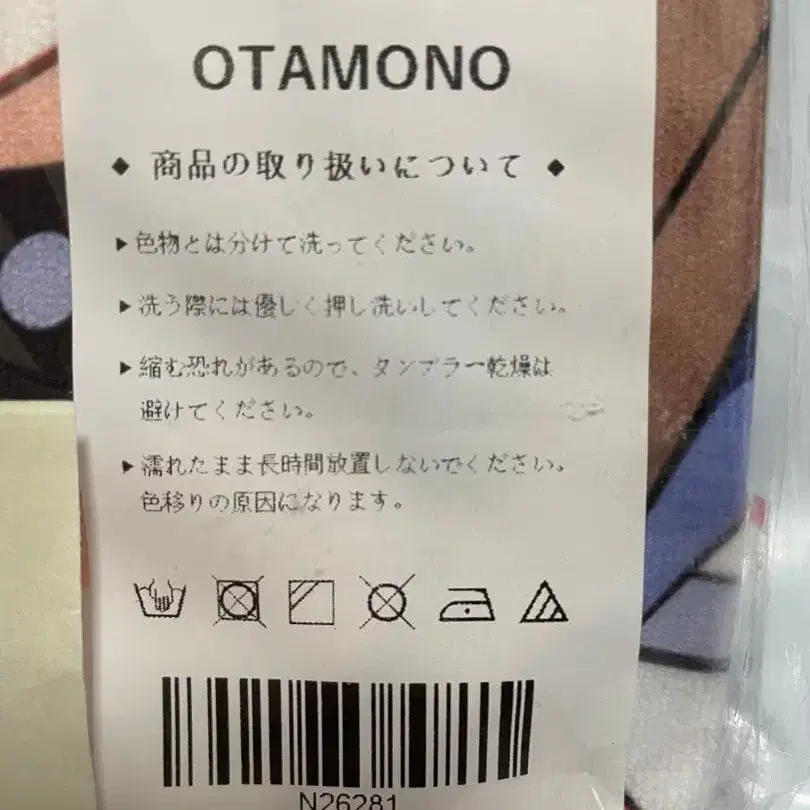 OTAMONO
◆ 商品の取り扱いについて ◆
▶色物とは分けて洗ってください。
▶洗う際には優しく押し洗いしてください。
▶縮む恐れがあるので、タンブラー乾燥は
避けてください。
▶濡れたまま長時間放置しないでください。
色移りの原因になります。
N26281